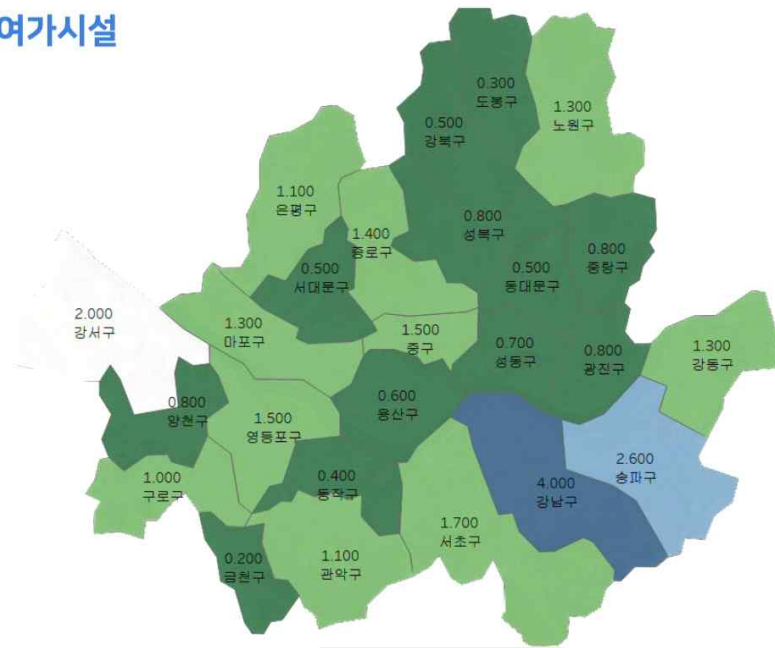 여가시설
0.300
도봉구
1.300
노원구
0.500
강북구
1.100
은평구
1.400
종로구
0.800
성북구
0.800
중랑구
0.500
서대문구
0.500
동대문구
2.000
강서구
1.300
마포구
1.500
중구
0.700
성동구
0.800
광진구
1.300
강동구
0.800
양천구
1.500
영등포구
0.600
용산구
1.000
구로구
0.400
동작구
4.000
강남구
2.600
송파구
0.200
금천구
1.100
관악구
1.700
서초구